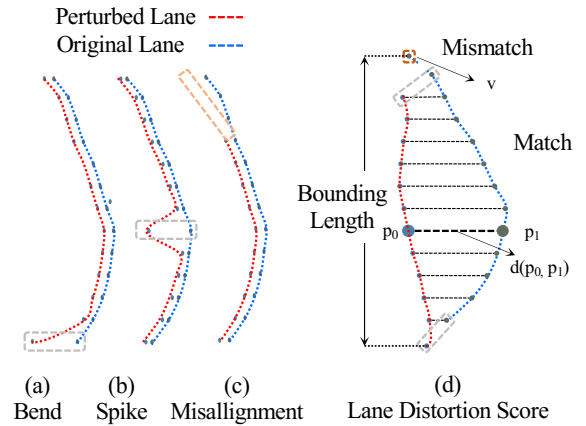 Perturbed Lane
Original Lane
Mismatch
v
Match
Bounding
Length
p₀
p₁
d(p₀, p₁)
(a)
(b)
(c)
(d)
Bend
Spike
Misallignment
Lane Distortion Score